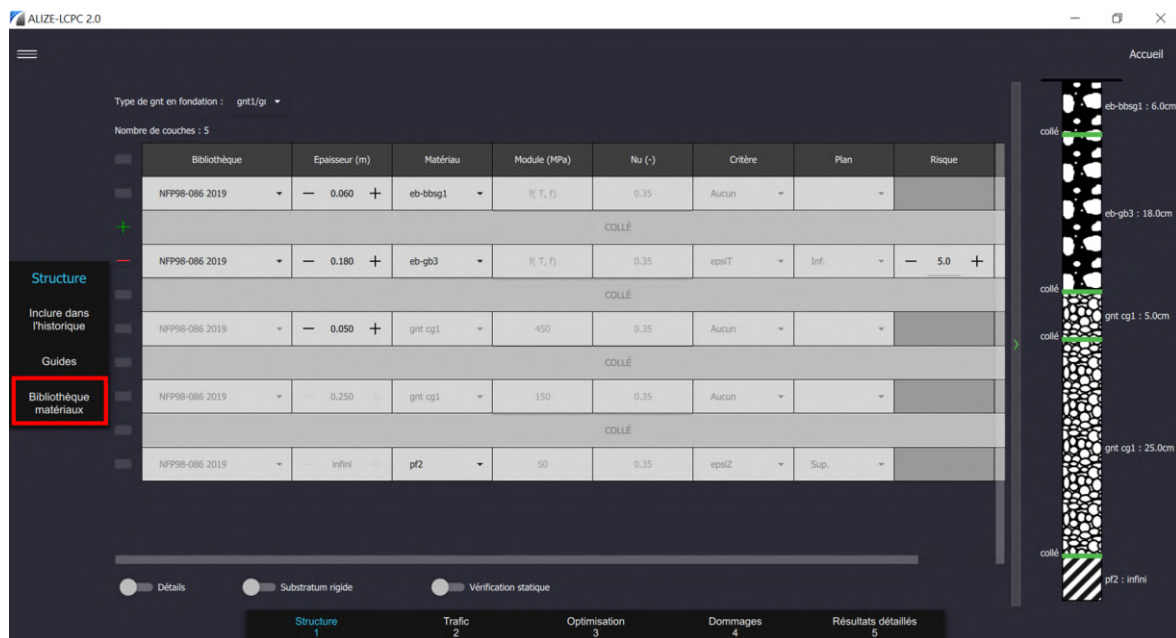 ALIZE-LCPC 2.0
Accueil
Type de gnt en fondation : gnt1/gr
Nombre de couches : 5
Bibliothèque Epaisseur (m) Matériau Module (MPa) Nu (-) Critère Plan Risque
NFP98-086 2019 — 0.060 + eb-bbsg1 f( T, f) 0.35 Aucun
+ COLLÉ
— NFP98-086 2019 — 0.180 + eb-gb3 f( T, f) 0.35 epsiT Inf. — 5.0 +
COLLÉ
NFP98-086 2019 — 0.050 + gnt cg1 450 0.35 Aucun
COLLÉ
NFP98-086 2019 — 0.250 + gnt cg1 150 0.35 Aucun
COLLÉ
NFP98-086 2019 — infini + pf2 50 0.35 epsiZ Sup.
Structure
Inclure dans
l'historique
Guides
Bibliothèque
matériaux
eb-bbsg1 : 6.0cm
collé
eb-gb3 : 18.0cm
collé
gnt cg1 : 5.0cm
collé
gnt cg1 : 25.0cm
collé
pf2 : infini
Détails Substratum rigide Vérification statique
Structure Trafic Optimisation Dommages Résultats détaillés
1 2 3 4 5